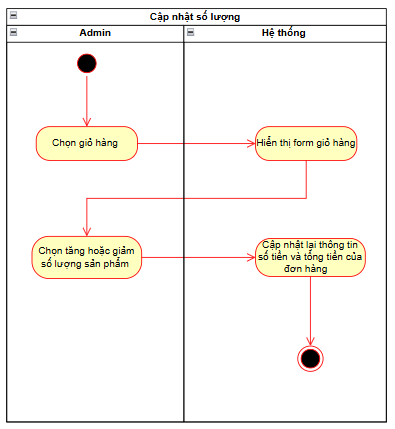 Cập nhật số lượng
Admin
Hệ thống
Chọn giỏ hàng
Hiển thị form giỏ hàng
Chọn tăng hoặc giảm
số lượng sản phẩm
Cập nhật lại thông tin
số tiền và tổng tiền của
đơn hàng